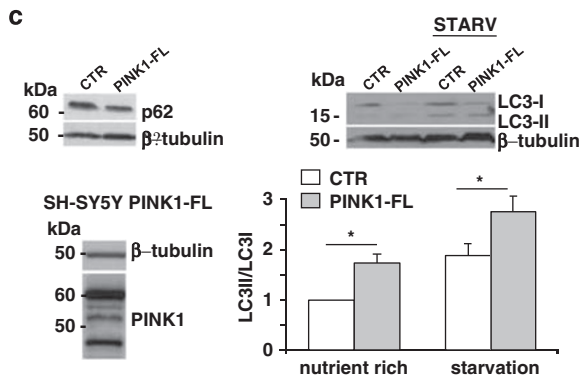 c
kDa CTR PINK1-FL
60 - p62
50 - β?-tubulin
STARV
kDa CTR PINK1-FL CTR PINK1-FL
LC3-I
15 - LC3-II
50 - β-tubulin
SH-SY5Y PINK1-FL
kDa
50 - β-tubulin
60 -
PINK1
50 -
CTR
PINK1-FL
LC3II/LC3I
3
2
1
0
* *
nutrient rich starvation